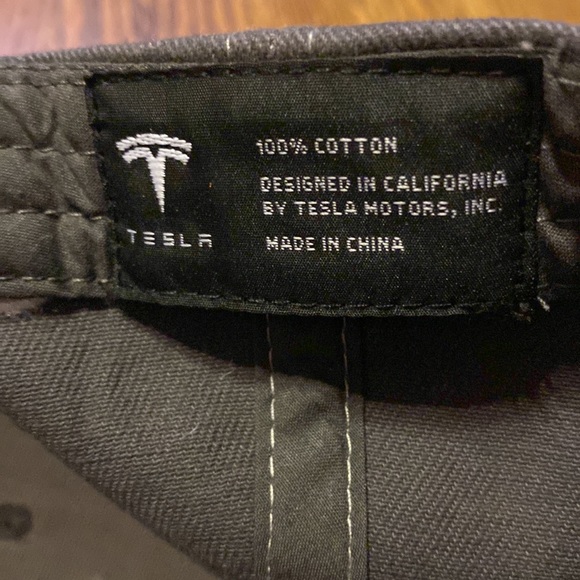 100% COTTON
DESIGNED IN CALIFORNIA
BY TESLA MOTORS, INC.
TESLA
MADE IN CHINA